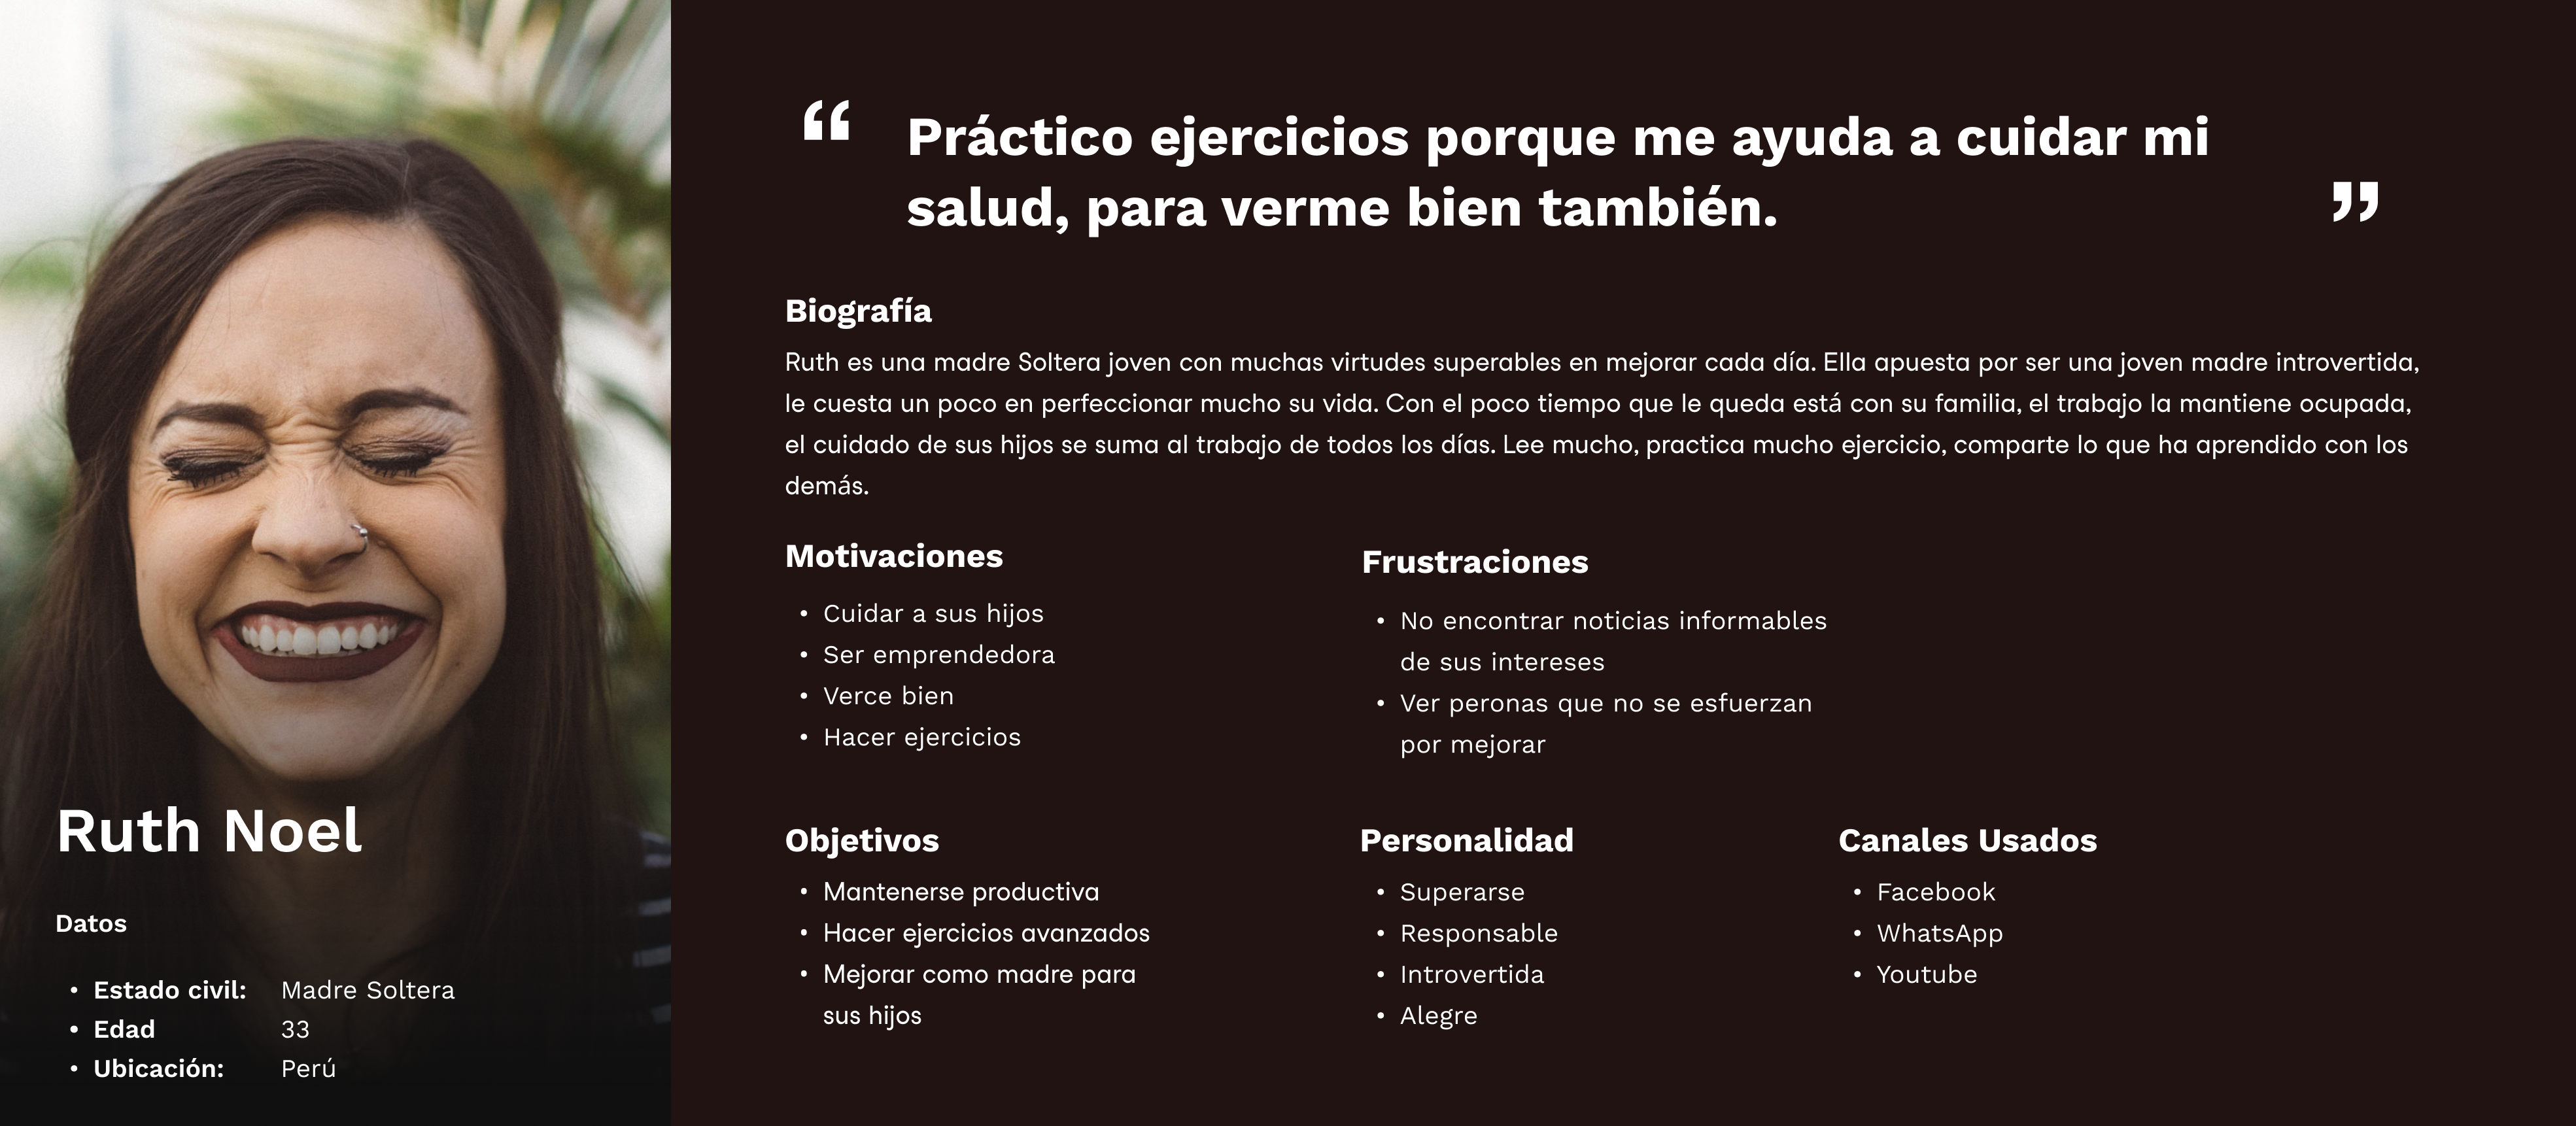 “ Práctico ejercicios porque me ayuda a cuidar mi
salud, para verme bien también. ”
Biografía
Ruth es una madre Soltera joven con muchas virtudes superables en mejorar cada día. Ella apuesta por ser una joven madre introvertida,
le cuesta un poco en perfeccionar mucho su vida. Con el poco tiempo que le queda está con su familia, el trabajo la mantiene ocupada,
el cuidado de sus hijos se suma al trabajo de todos los días. Lee mucho, practica mucho ejercicio, comparte lo que ha aprendido con los
demás.
Motivaciones
• Cuidar a sus hijos
• Ser emprendedora
• Verce bien
• Hacer ejercicios
Frustraciones
• No encontrar noticias informables
de sus intereses
• Ver peronas que no se esfuerzan
por mejorar
Ruth Noel
Datos
• Estado civil: Madre Soltera
• Edad 33
• Ubicación: Perú
Objetivos
• Mantenerse productiva
• Hacer ejercicios avanzados
• Mejorar como madre para
sus hijos
Personalidad
• Superarse
• Responsable
• Introvertida
• Alegre
Canales Usados
• Facebook
• WhatsApp
• Youtube